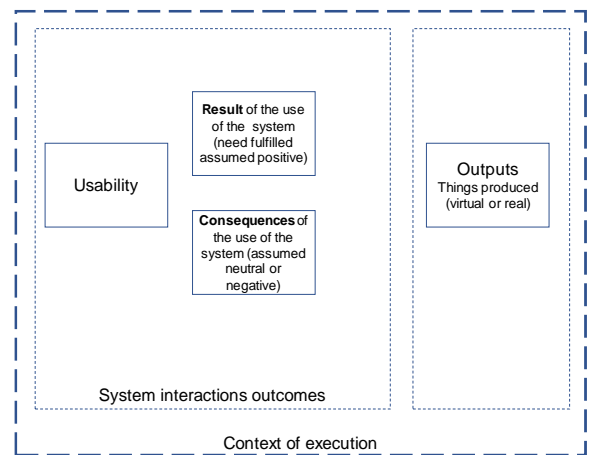 Usability
Result of the use
of the system
(need fulfilled
assumed positive)
Consequences of
the use of the
system (assumed
neutral or
negative)
Outputs
Things produced
(virtual or real)
System interactions outcomes
Context of execution